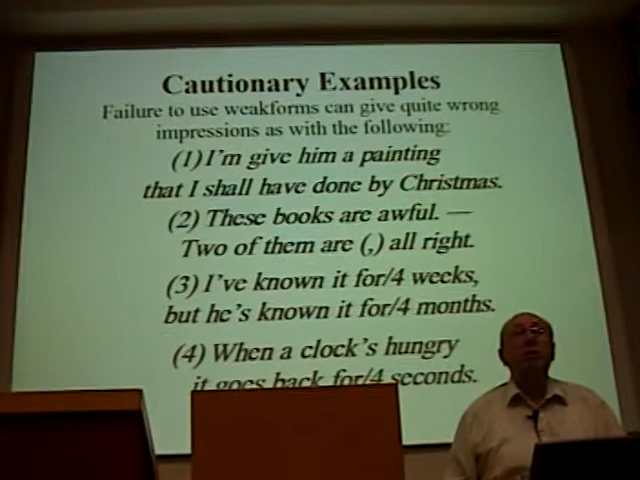 Cautionary Examples
Failure to use weakforms can give quite wrong
impressions as with the following:
(1) I'm give him a painting
that I shall have done by Christmas.
(2) These books are awful. —
Two of them are (,) all right.
(3) I've known it for/4 weeks,
but he's known it for/4 months.
(4) When a clock's hungry
it goes back for/4 seconds.